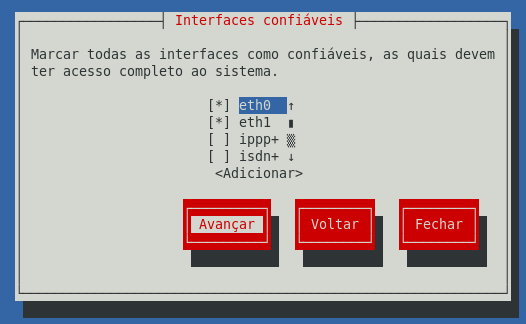 Interfaces confiáveis
Marcar todas as interfaces como confiáveis, as quais devem
ter acesso completo ao sistema.
[*] eth0 ↑
[*] eth1
[ ] ippp+
[ ] isdn+ ↓
<Adicionar>
Avançar Voltar Fechar